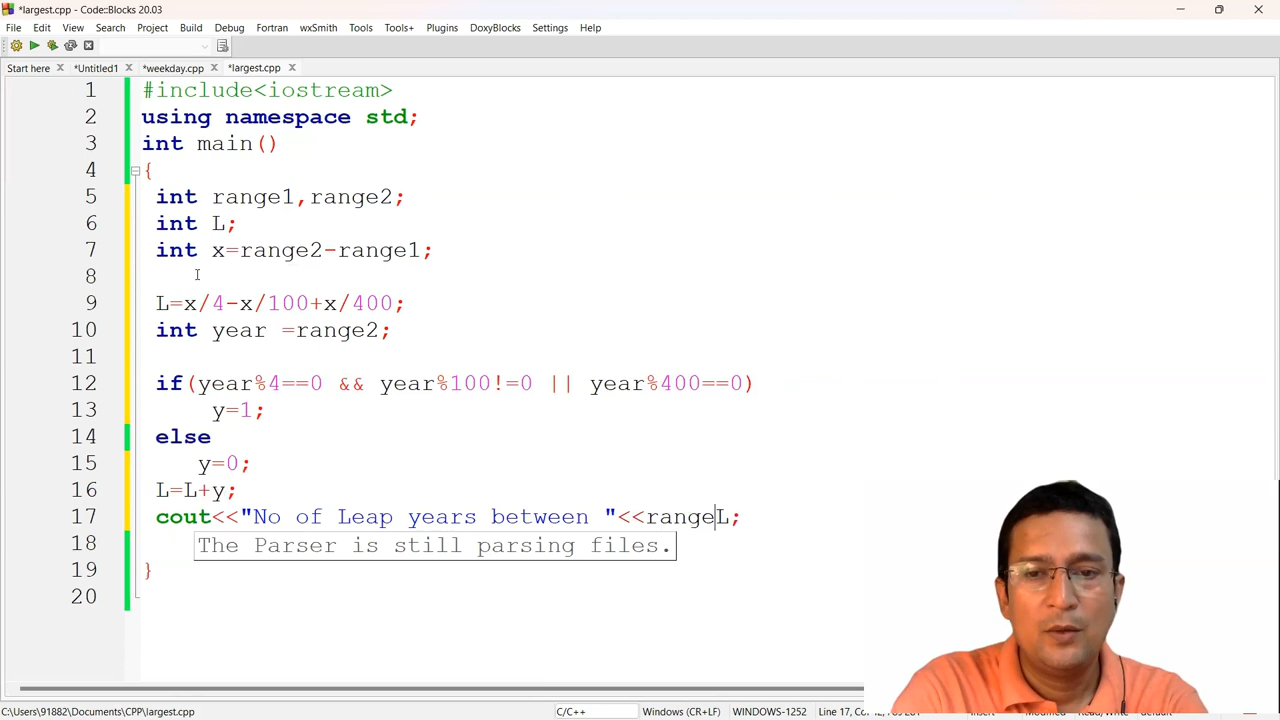 *largest.cpp - Code::Blocks 20.03
File Edit View Search Project Build Debug Fortran wxSmith Tools Tools+ Plugins DoxyBlocks Settings Help
Start here *Untitled1 *weekday.cpp *largest.cpp
1 #include<iostream>
2 using namespace std;
3 int main()
4 {
5 int range1,range2;
6 int L;
7 int x=range2-range1;
8
9 L=x/4-x/100+x/400;
10 int year =range2;
11
12 if(year%4==0 && year%100!=0 || year%400==0)
13 y=1;
14 else
15 y=0;
16 L=L+y;
17 cout<<"No of Leap years between "<<rangeL;
18 The Parser is still parsing files.
19 }
20
C:\Users\91882\Documents\CPP\largest.cpp C/C++ Windows (CR+LF) WINDOWS-1252 Line 17,